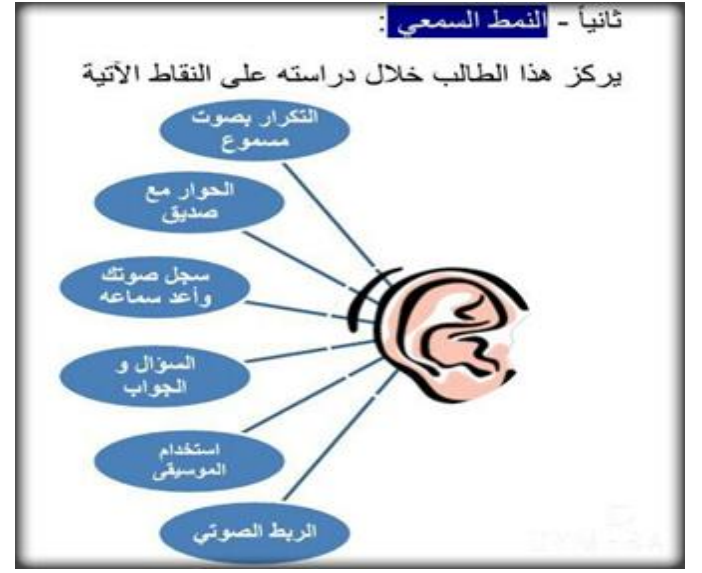 ثانياً - النمط السمعي :
يركز هذا الطالب خلال دراسته على النقاط الآتية
التكرار بصوت
مسموع
الحوار مع
صديق
سجل صوتك
وأعد سماعه
السؤال و
الجواب
استخدام
الموسيقى
الربط الصوتي